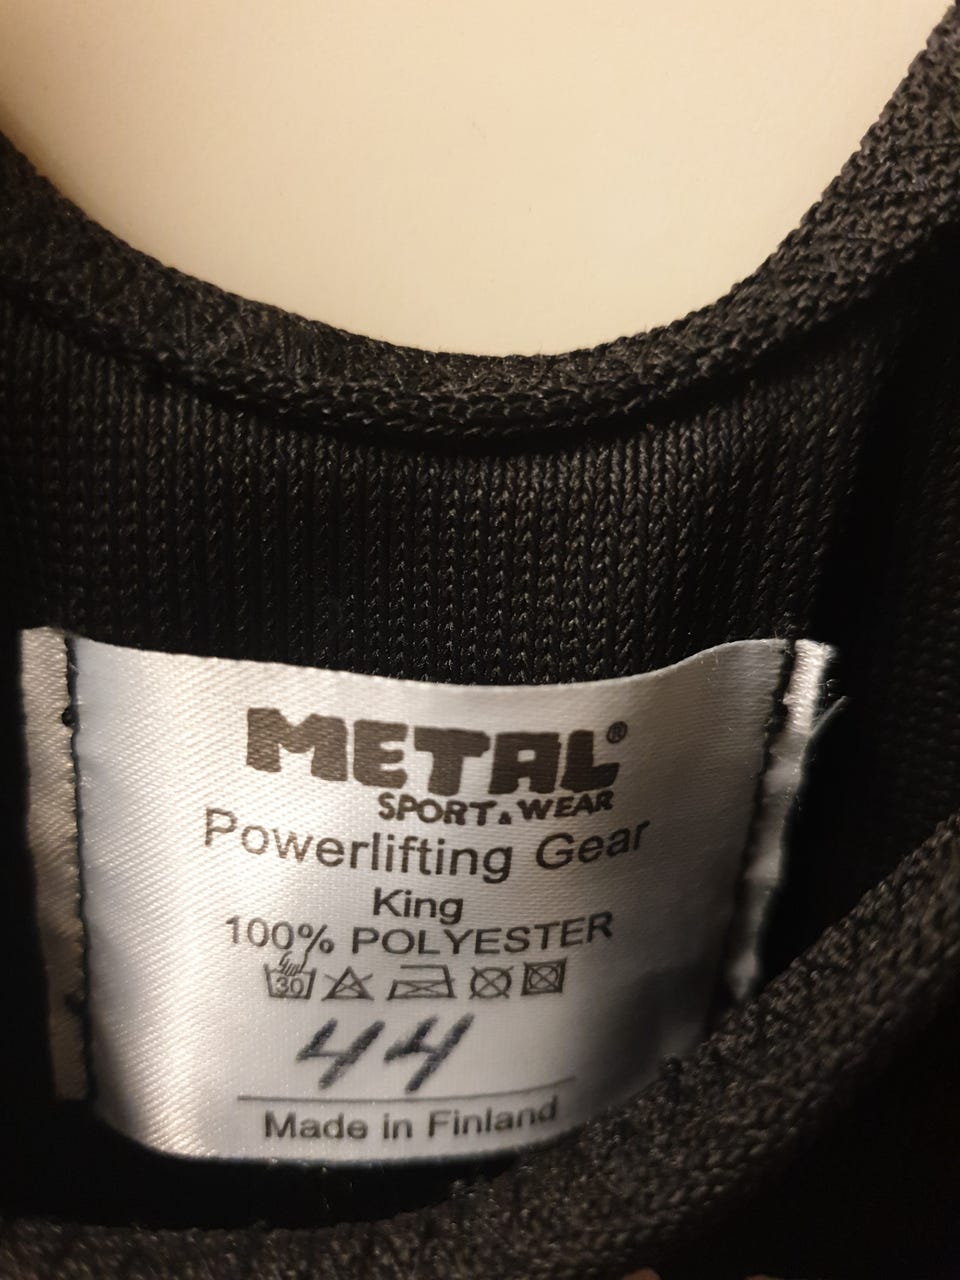 METAL®
SPORT & WEAR
Powerlifting Gear
King
100% POLYESTER
30
44
Made in Finland